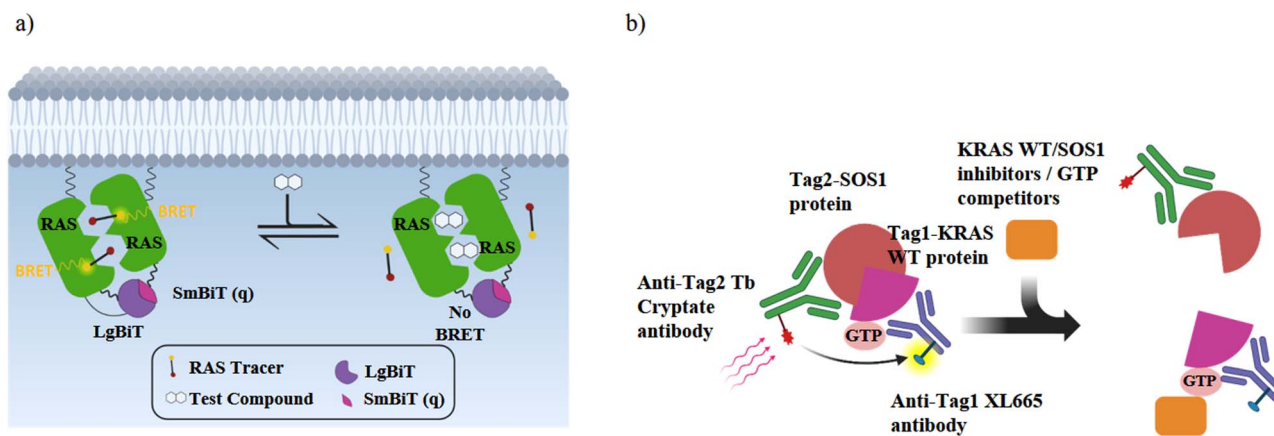 a)
RAS
BRET
RAS
BRET
SmBiT (q)
LgBiT
RAS
RAS
No
BRET
RAS Tracer
LgBiT
Test Compound
SmBiT (q)
b)
KRAS WT/SOS1
inhibitors / GTP
competitors
Tag2-SOS1
protein
Tag1-KRAS
WT protein
Anti-Tag2 Tb
Cryptate
antibody
GTP
Anti-Tag1 XL665
antibody
GTP